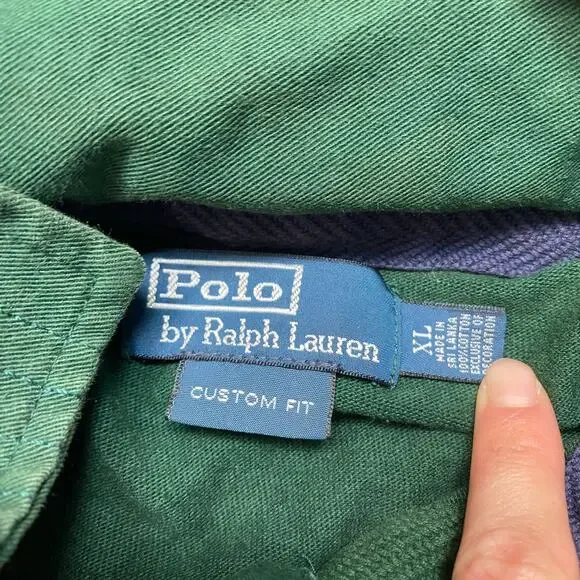 Polo
by Ralph Lauren
CUSTOM FIT
XL
MADE IN
SRI LANKA
100% COTTON
EXCLUSIVE OF
DECORATION